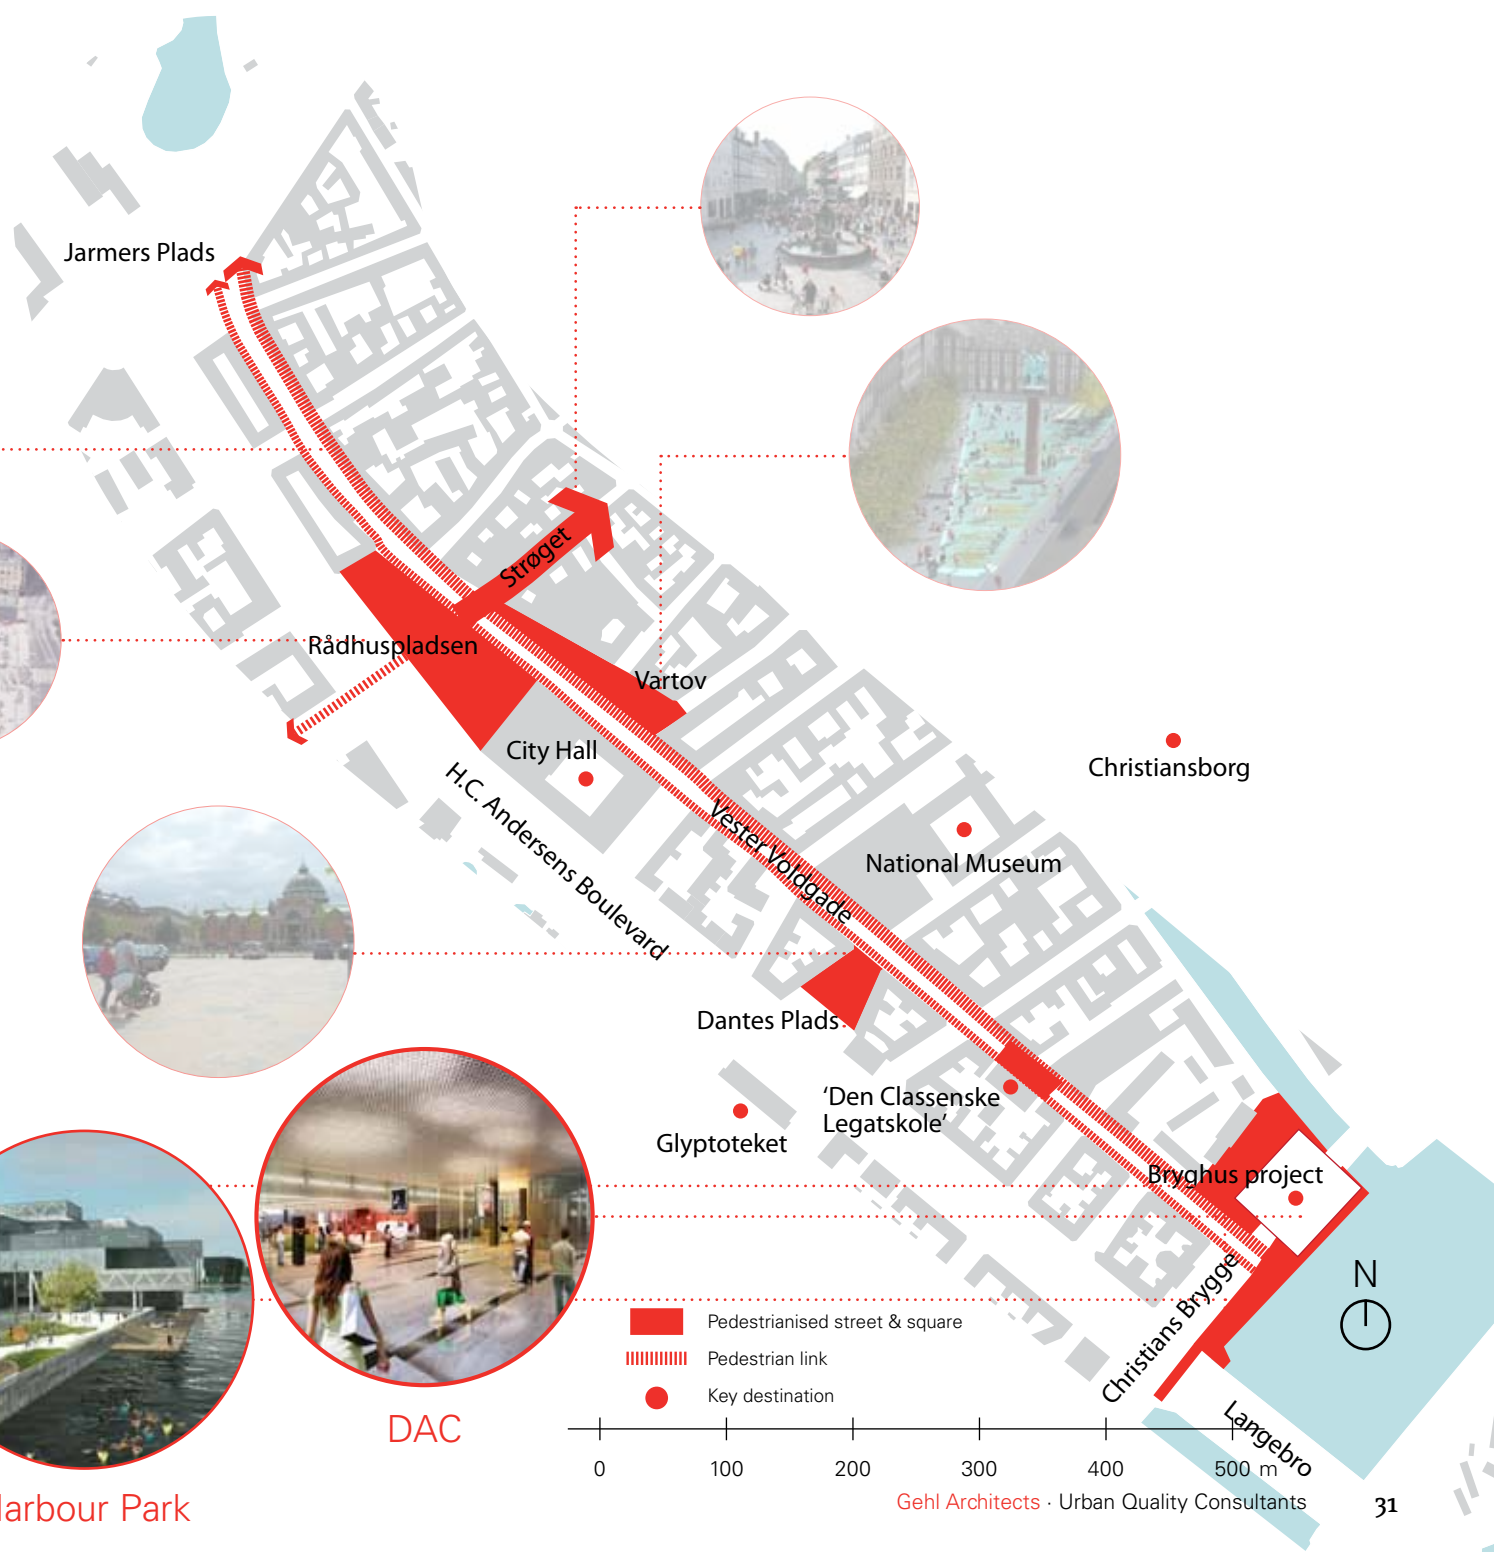 Jarmers Plads
Strøget
Rådhuspladsen
Vartov
City Hall
Christiansborg
H.C. Andersens Boulevard
Vester Voldgade
National Museum
Dantes Plads
'Den Classenske
Legatskole'
Glyptoteket
Bryghus project
Christians Brygge
N
Pedestrianised street & square
Pedestrian link
Key destination
Langebro
DAC
0 100 200 300 400 500 m
Gehl Architects · Urban Quality Consultants 31
arbour Park